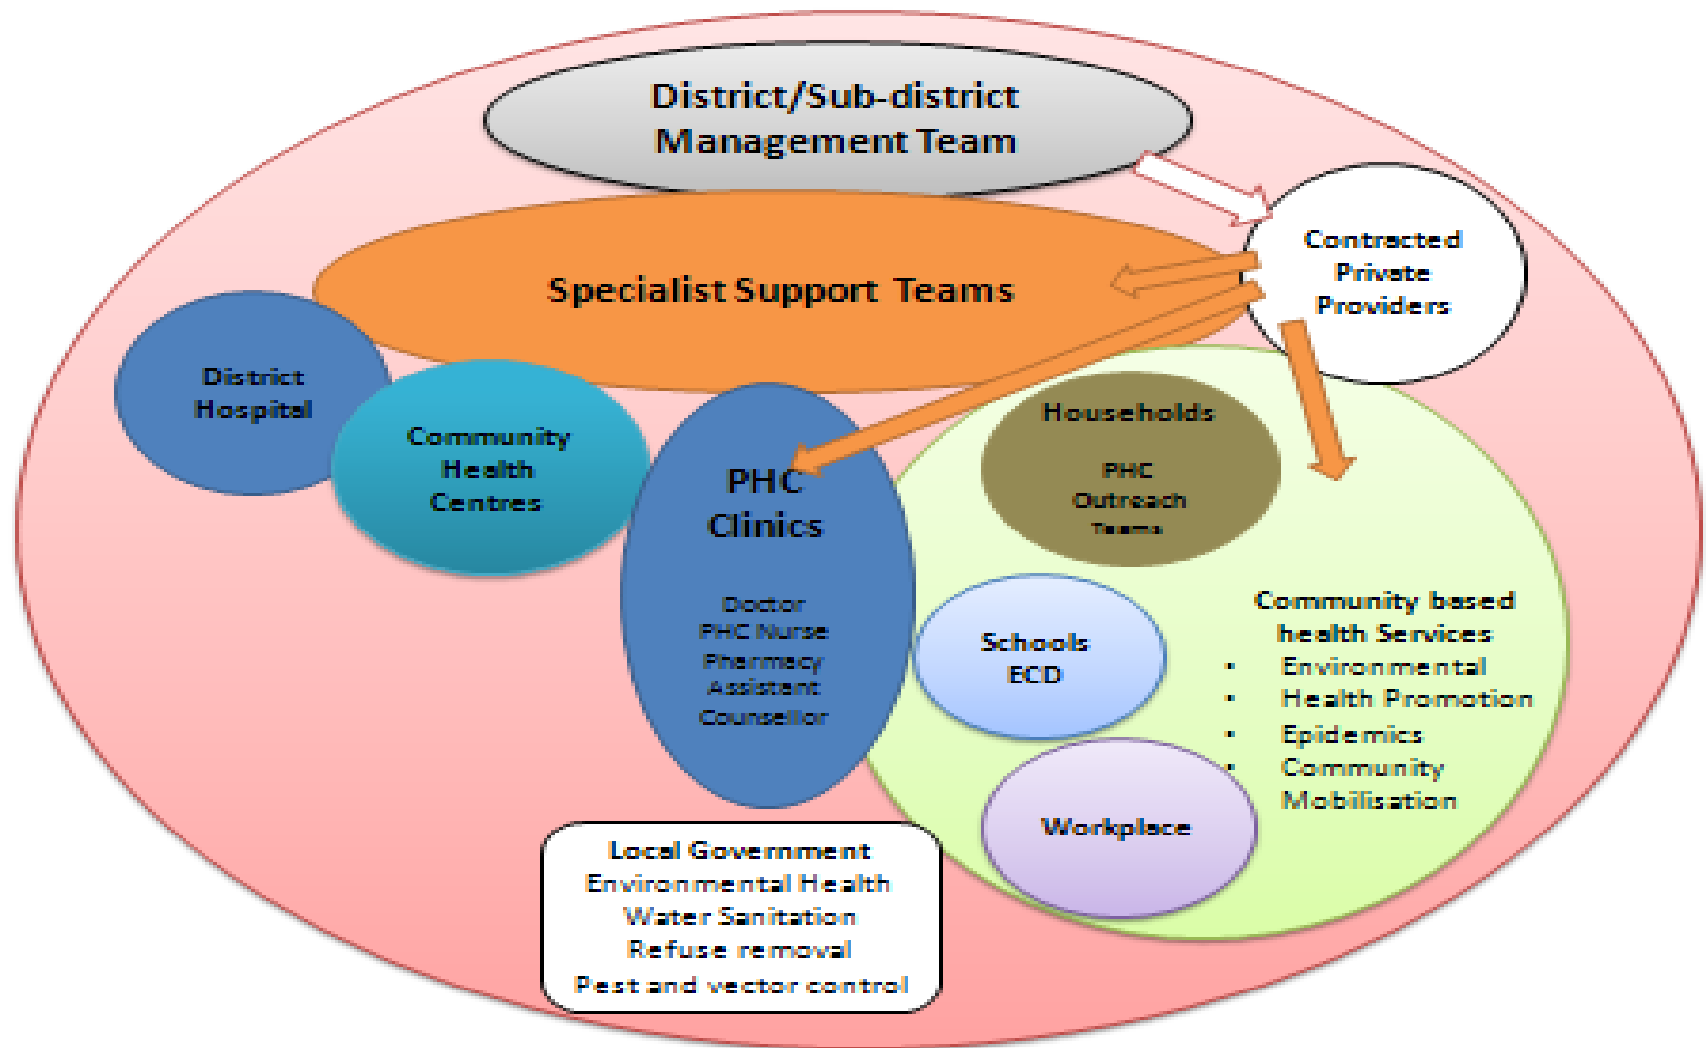 District/Sub-district
Management Team
Contracted
Private
Providers
Specialist Support Teams
District
Hospital
Community
Health
Centres
PHC
Clinics
Doctor
PHC Nurse
Pharmacy
Assistant
Counsellor
Households
PHC
Outreach
Teams
Schools
ECD
Workplace
Community based
health Services
• Environmental
• Health Promotion
• Epidemics
• Community
Mobilisation
Local Government
Environmental Health
Water Sanitation
Refuse removal
Pest and vector control